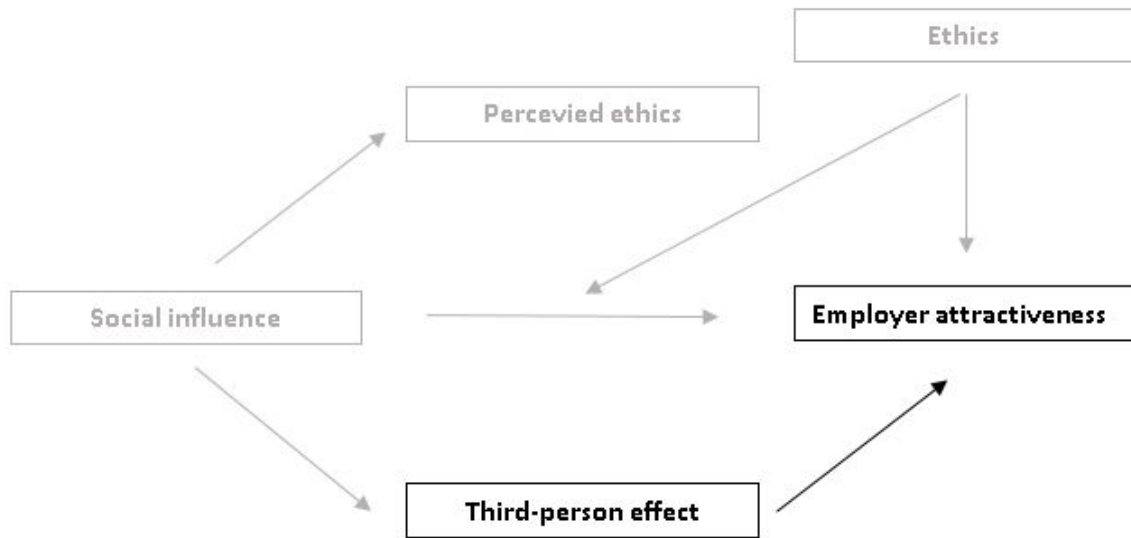 Ethics
Percevied ethics
Social influence
Employer attractiveness
Third-person effect